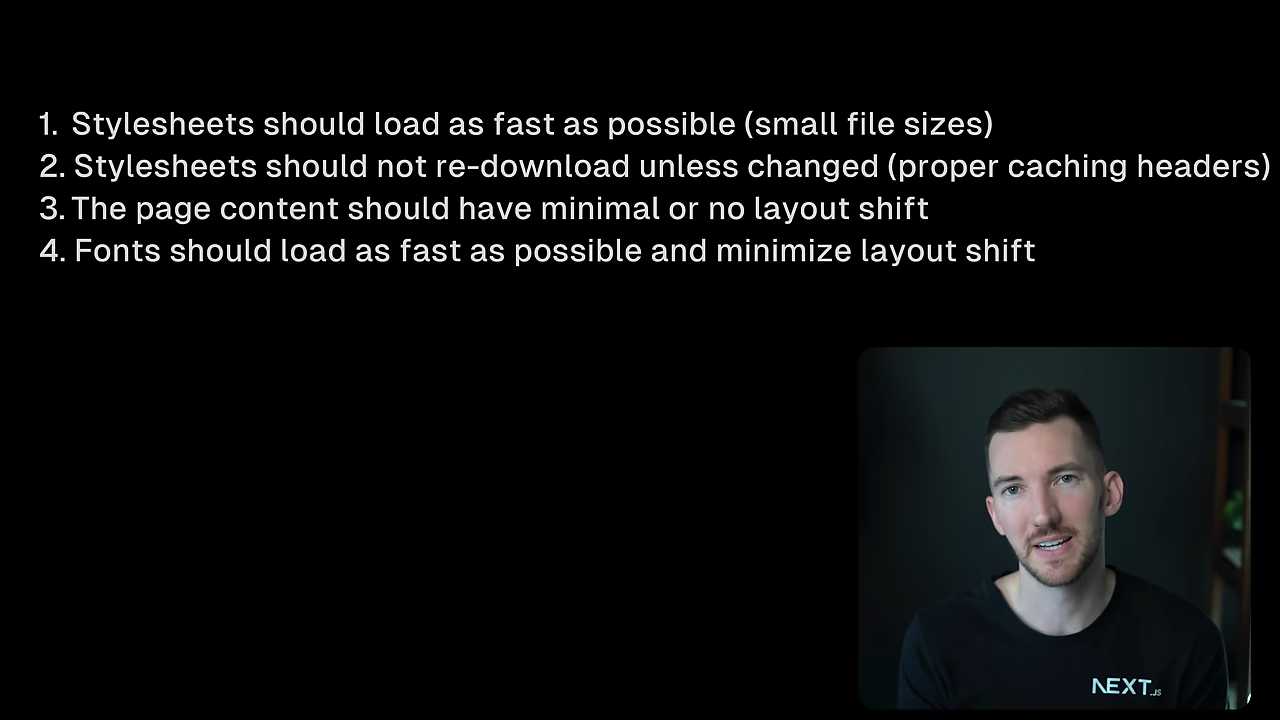 1. Stylesheets should load as fast as possible (small file sizes)
2. Stylesheets should not re-download unless changed (proper caching headers)
3. The page content should have minimal or no layout shift
4. Fonts should load as fast as possible and minimize layout shift
NEXT.JS